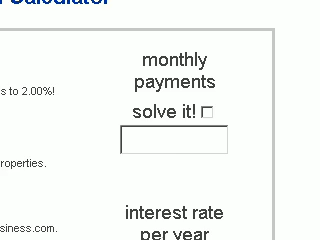 Calculator
monthly
payments
s to 2.00%!
solve it!
roperties.
interest rate
siness.com.
per year